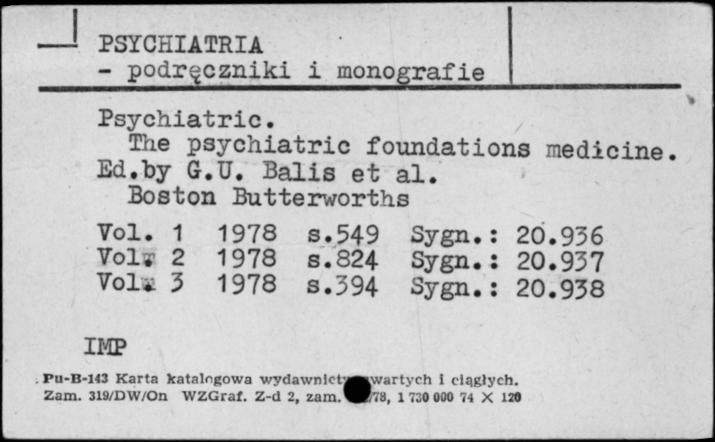 PSYCHIATRIA
- podręczniki i monografie
Psychiatric.
The psychiatric foundations medicine.
Ed.by G.U. Balis et al.
Boston Butterworths
Vol. 1 1978 s.549 Sygn.: 20.936
Vol. 2 1978 s.824 Sygn.: 20.937
Vol. 3 1978 s.394 Sygn.: 20.938
IMP
Pu-B-143 Karta katalogowa wydawnictw zwartych i ciągłych.
Zam. 319/DW/On WZGraf. Z-d 2, zam. /78, 1 730 000 74 X 120